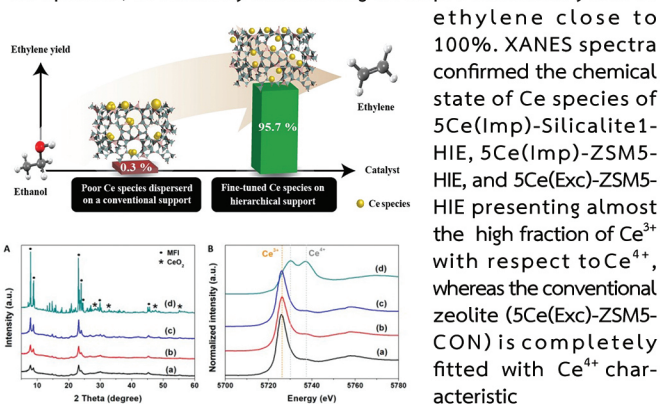 ethylene close to
100%. XANES spectra
confirmed the chemical
state of Ce species of
5Ce(Imp)-Silicalite1-
HIE, 5Ce(Imp)-ZSM5-
HIE, and 5Ce(Exc)-ZSM5-
HIE presenting almost
the high fraction of Ce3+
with respect toCe4+,
whereas the conventional
zeolite (5Ce(Exc)-ZSM5-
CON) is completely
fitted with Ce4+ char-
acteristic
Ethylene yield
Ethanol
0.3 %
95.7 %
Ethylene
Catalyst
Poor Ce species disperserd
on a conventional support
Fine-tuned Ce species on
hierarchical support
Ce species
A
• MFI
* CeO2
(d)
(c)
(b)
(a)
Intensity (a.u.)
10 20 30 40 50 60
2 Theta (degree)
B
Ce3+ Ce4+
(d)
(c)
(b)
(a)
Normalized intensity (a.u.)
5700 5720 5740 5760 5780
Energy (eV)